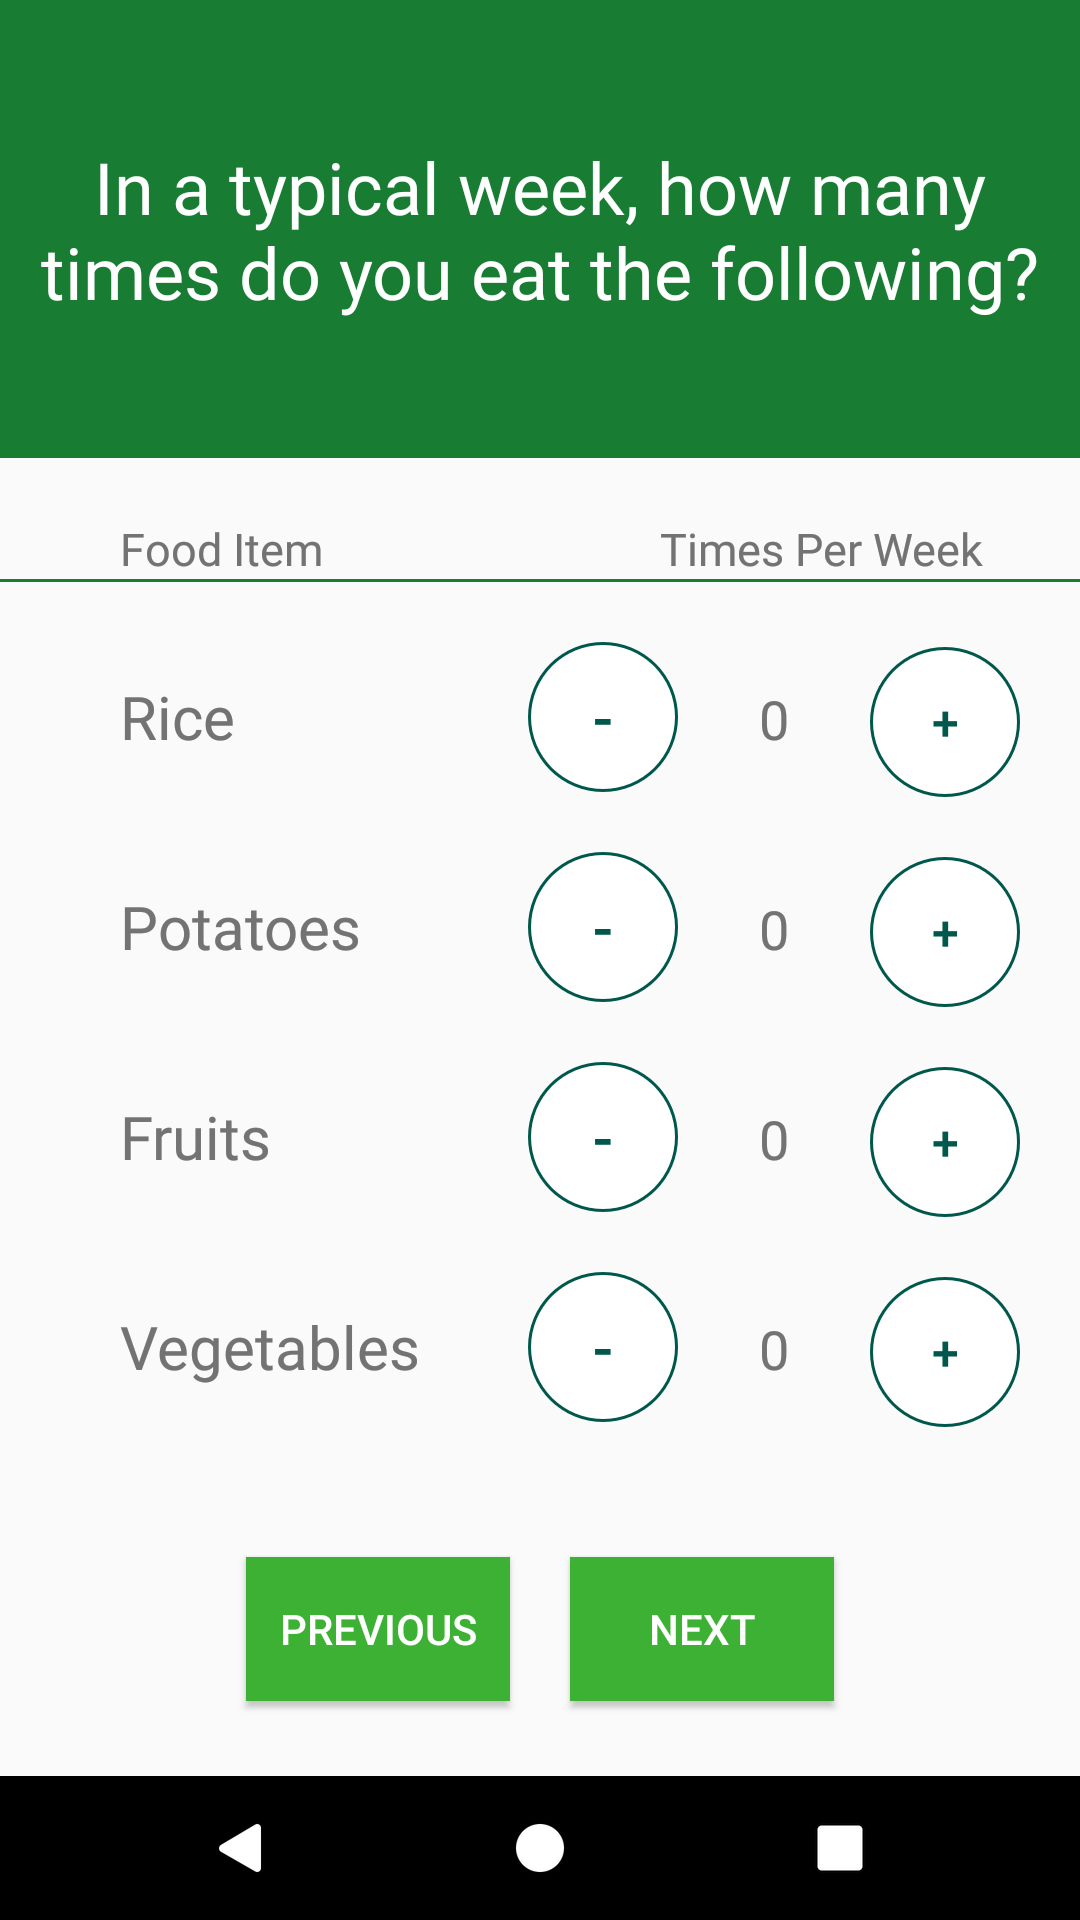 In a typical week, how many
times do you eat the following?
Food Item Times Per Week
Rice - 0 +
Potatoes - 0 +
Fruits - 0 +
Vegetables - 0 +
PREVIOUS NEXT